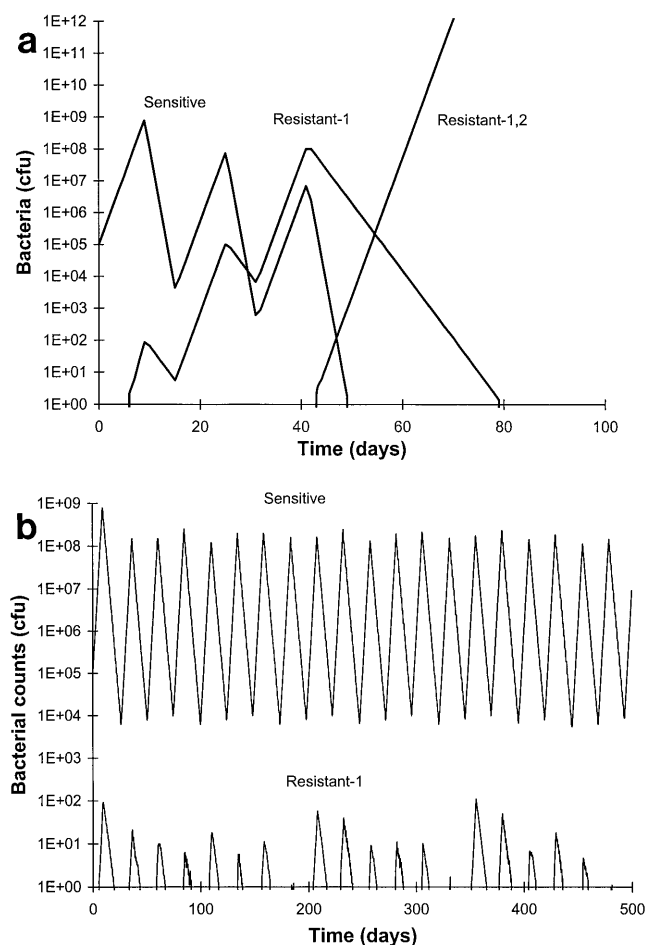 a
1E+12
1E+11
1E+10
1E+09
1E+08
1E+07
1E+06
1E+05
1E+04
1E+03
1E+02
1E+01
1E+00
Bacteria (cfu)
Sensitive
Resistant-1
Resistant-1,2
0 20 40 60 80 100
Time (days)
b
1E+09
1E+08
1E+07
1E+06
1E+05
1E+04
1E+03
1E+02
1E+01
1E+00
Bacterial counts (cfu)
Sensitive
Resistant-1
0 100 200 300 400 500
Time (days)